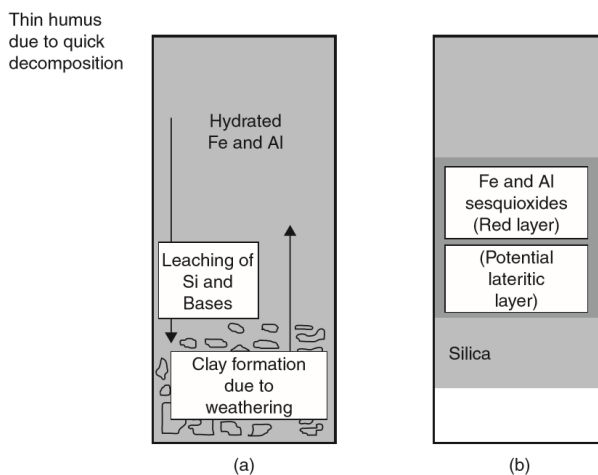 Thin humus
due to quick
decomposition
Hydrated
Fe and Al
Leaching of
Si and
Bases
Clay formation
due to
weathering
(a)
Fe and Al
sesquioxides
(Red layer)
(Potential
lateritic
layer)
Silica
(b)